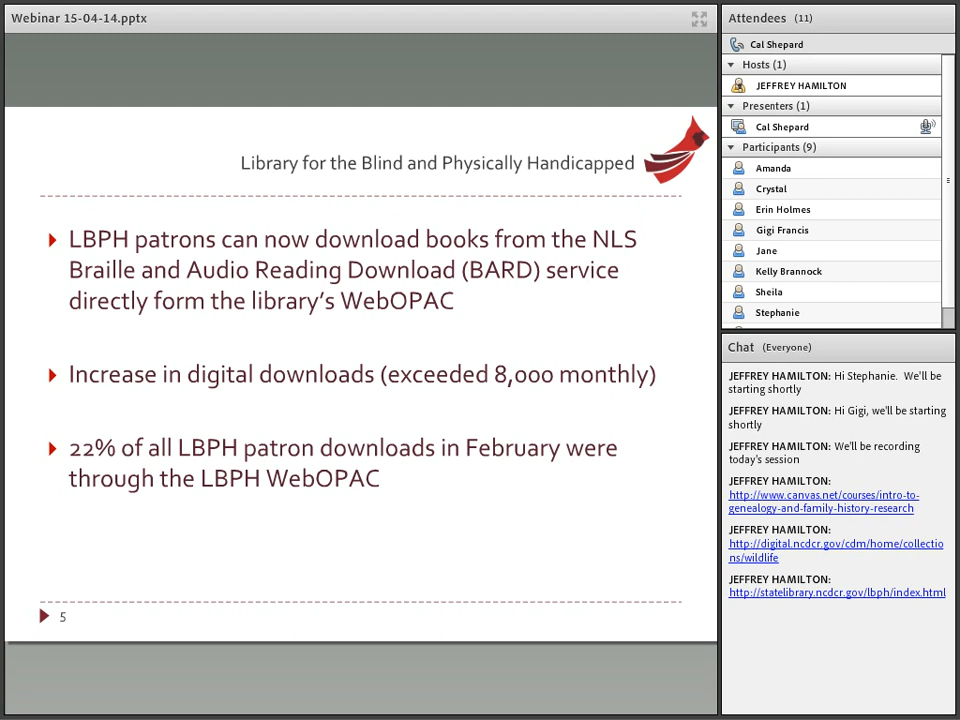 Webinar 15-04-14.pptx
Library for the Blind and Physically Handicapped
LBPH patrons can now download books from the NLS
Braille and Audio Reading Download (BARD) service
directly form the library's WebOPAC
Increase in digital downloads (exceeded 8,000 monthly)
22% of all LBPH patron downloads in February were
through the LBPH WebOPAC
5
Attendees (11)
Cal Shepard
Hosts (1)
JEFFREY HAMILTON
Presenters (1)
Cal Shepard
Participants (9)
Amanda
Crystal
Erin Holmes
Gigi Francis
Jane
Kelly Brannock
Sheila
Stephanie
Chat (Everyone)
JEFFREY HAMILTON: Hi Stephanie. We'll be
starting shortly
JEFFREY HAMILTON: Hi Gigi, we'll be starting
shortly
JEFFREY HAMILTON: We'll be recording
today's session
JEFFREY HAMILTON:
http://www.canvas.net/courses/intro-to-
genealogy-and-family-history-research
JEFFREY HAMILTON:
http://digital.ncdcr.gov/cdm/home/collectio
ns/wildlife
JEFFREY HAMILTON:
http://statelibrary.ncdcr.gov/lbph/index.html